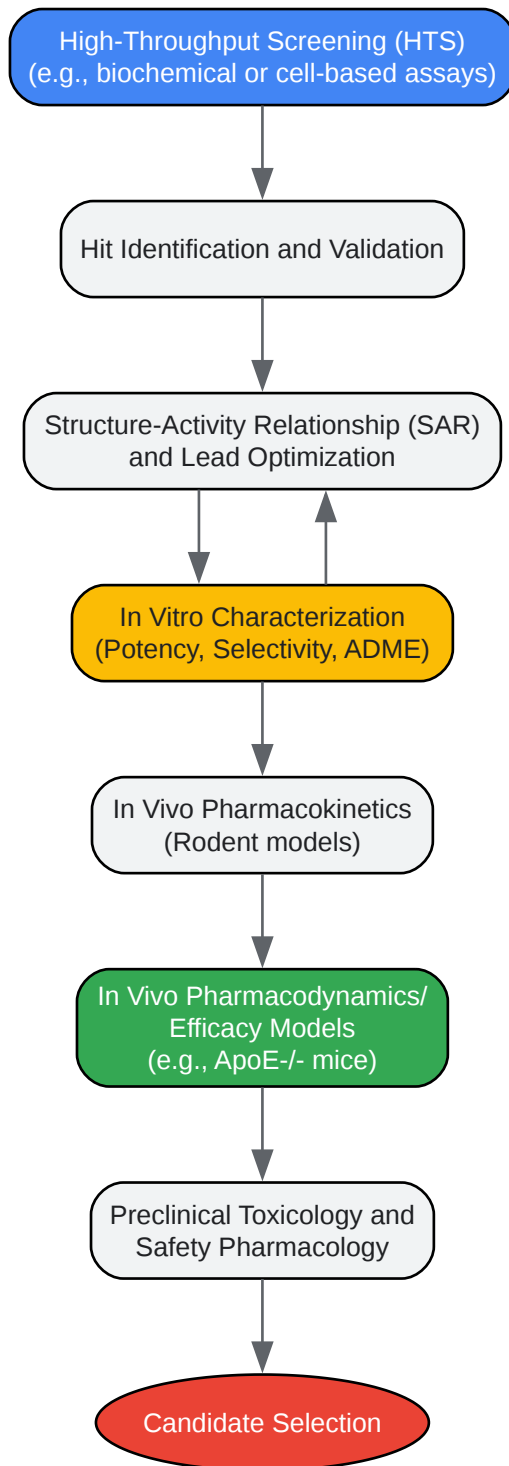 High-Throughput Screening (HTS)
(e.g., biochemical or cell-based assays)
Hit Identification and Validation
Structure-Activity Relationship (SAR)
and Lead Optimization
In Vitro Characterization
(Potency, Selectivity, ADME)
In Vivo Pharmacokinetics
(Rodent models)
In Vivo Pharmacodynamics/
Efficacy Models
(e.g., ApoE-/- mice)
Preclinical Toxicology and
Safety Pharmacology
Candidate Selection